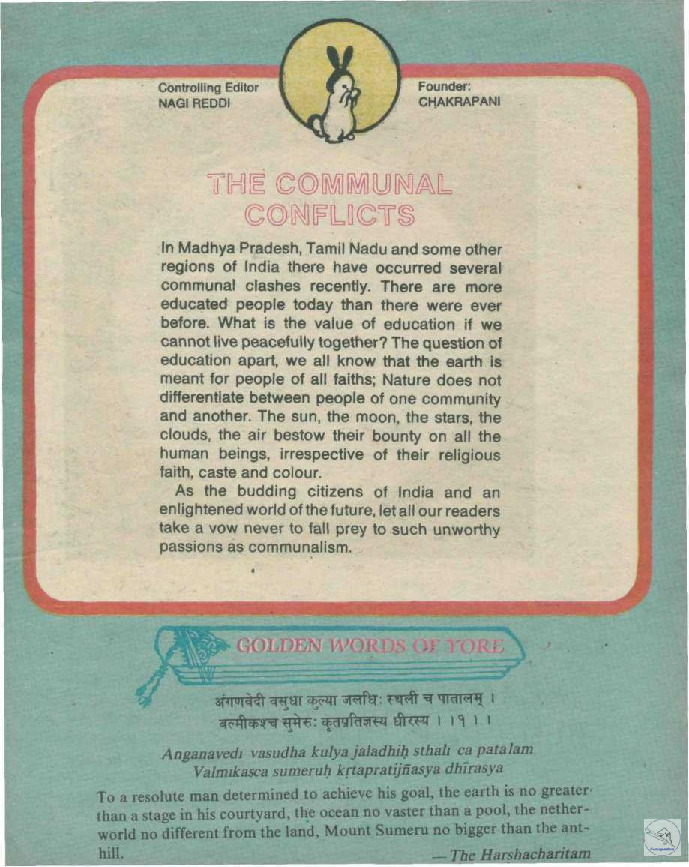 Controlling Editor
NAGI REDDI
Founder:
CHAKRAPANI
THE COMMUNAL
CONFLICTS
In Madhya Pradesh, Tamil Nadu and some other
regions of India there have occurred several
communal clashes recently. There are more
educated people today than there were ever
before. What is the value of education if we
cannot live peacefully together? The question of
education apart, we all know that the earth is
meant for people of all faiths; Nature does not
differentiate between people of one community
and another. The sun, the moon, the stars, the
clouds, the air bestow their bounty on all the
human beings, irrespective of their religious
faith, caste and colour.
As the budding citizens of India and an
enlightened world of the future, let all our readers
take a vow never to fall prey to such unworthy
passions as communalism.
GOLDEN WORDS OF YORE
अंगणवेदी वसुधा कुल्या जलधिः स्थली च पातालम् ।
वल्मीकश्च सुमेरुः कृतप्रतिज्ञस्य धीरस्य । ।१ । ।
Anganavedi vasudha kulya jaladhiḥ sthali ca patalam
Valmikasca sumeruḥ kṛtapratijñasya dhīrasya
To a resolute man determined to achieve his goal, the earth is no greater
than a stage in his courtyard, the ocean no vaster than a pool, the nether-
world no different from the land, Mount Sumeru no bigger than the ant-
hill.
— The Harshacharitam